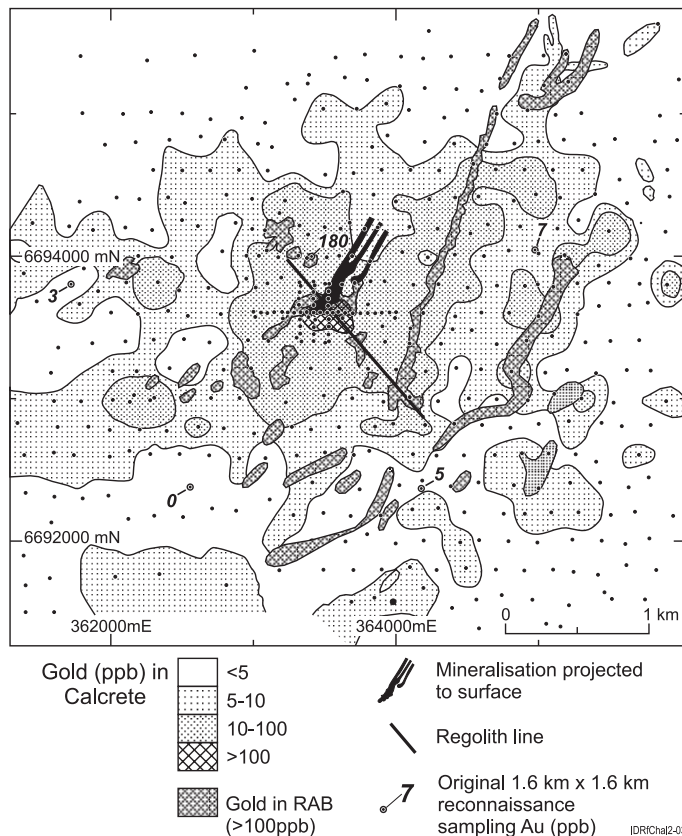 7
180
6694000 mN
3
5
0
6692000 mN
0 1 km
362000mE 364000mE
Gold (ppb) in
Calcrete
<5
5-10
10-100
>100
Gold in RAB
(>100ppb)
Mineralisation projected
to surface
Regolith line
7 Original 1.6 km x 1.6 km
reconnaissance
sampling Au (ppb)